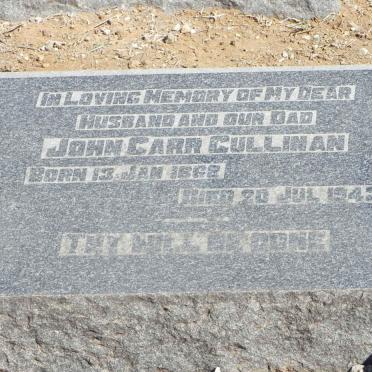 IN LOVING MEMORY OF MY DEAR
HUSBAND AND OUR DAD
JOHN CARR CULLINAN
BORN 13 JAN 1862
DIED 20 JUL
THY WILL BE DONE